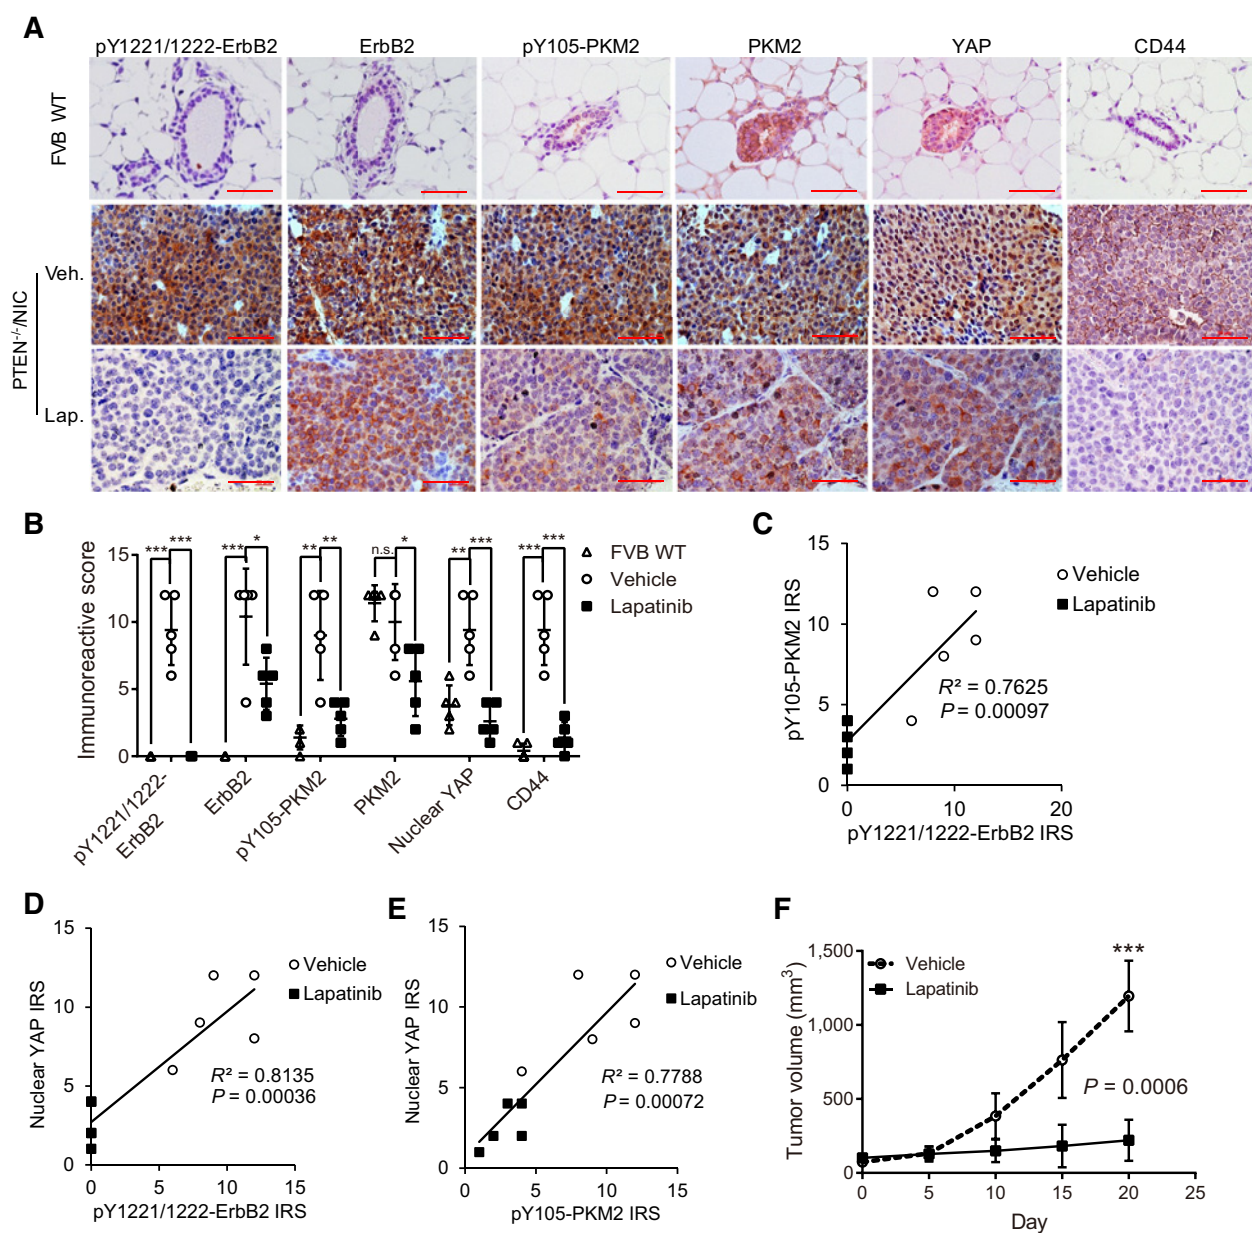 A
pY1221/1222-ErbB2 ErbB2 pY105-PKM2 PKM2 YAP CD44
FVB WT
PTEN-/-/NIC
Veh.
Lap.
B
Immunoreactive score
15
10
5
0
*** *** *** * ** ** n.s. * ** *** *** ***
FVB WT
Vehicle
Lapatinib
pY1221/1222-
ErbB2
ErbB2
pY105-PKM2
PKM2
Nuclear YAP
CD44
C
pY105-PKM2 IRS
15
10
5
0
Vehicle
Lapatinib
R² = 0.7625
P = 0.00097
0 10 20
pY1221/1222-ErbB2 IRS
D
Nuclear YAP IRS
15
10
5
0
Vehicle
Lapatinib
R² = 0.8135
P = 0.00036
0 5 10 15
pY1221/1222-ErbB2 IRS
E
Nuclear YAP IRS
15
10
5
0
Vehicle
Lapatinib
R² = 0.7788
P = 0.00072
0 5 10 15
pY105-PKM2 IRS
F
Tumor volume (mm³)
1,500
1,000
500
0
Vehicle
Lapatinib
***
P = 0.0006
0 5 10 15 20 25
Day